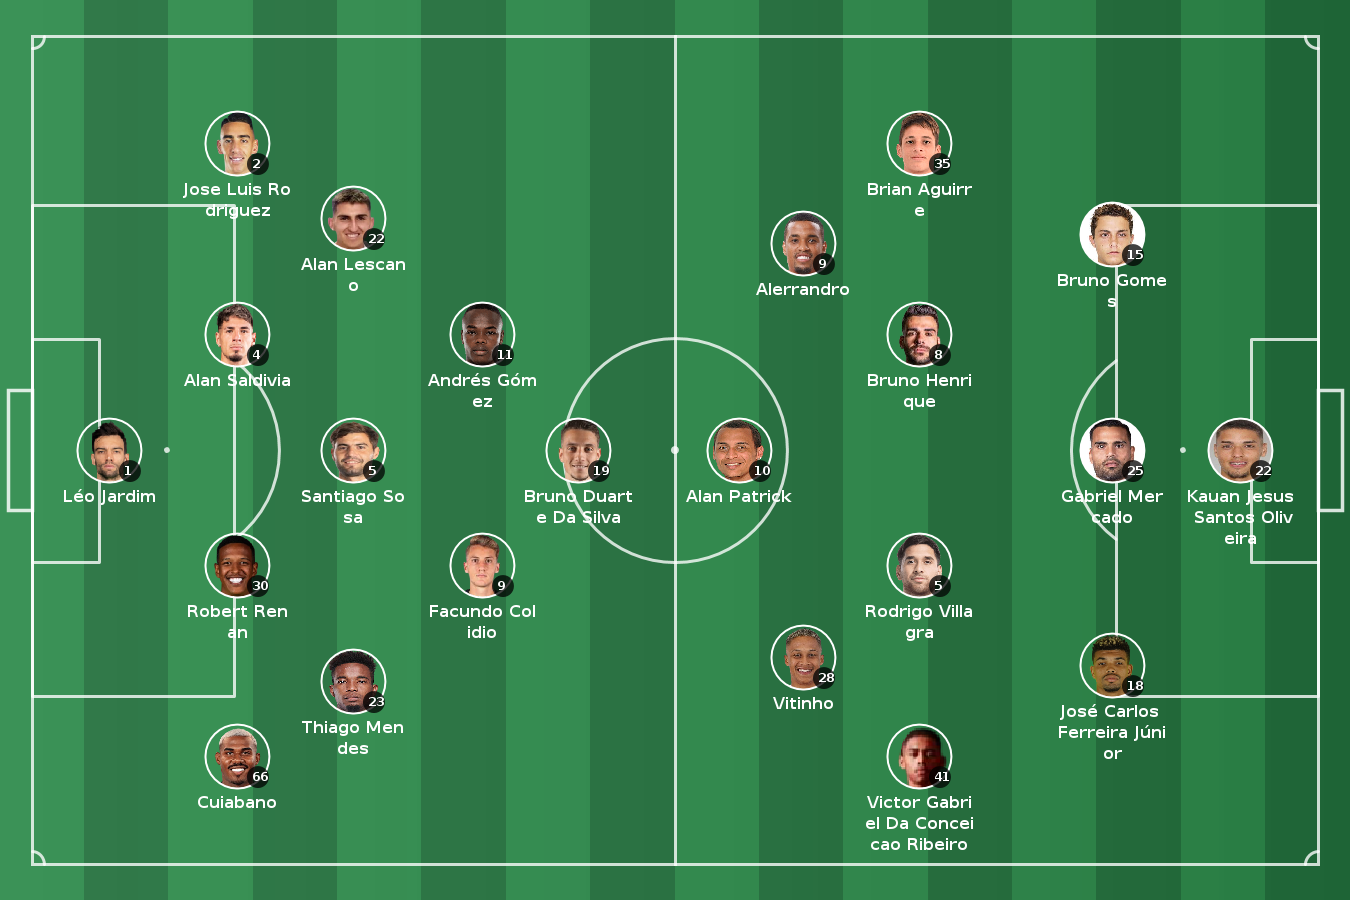 2
Jose Luis Ro
driguez
22
Alan Lescan
o
4
Alan Saldivia
11
Andrés Góm
ez
1
Léo Jardim
5
Santiago So
sa
19
Bruno Duart
e Da Silva
30
Robert Ren
an
9
Facundo Col
idio
23
Thiago Men
des
66
Cuiabano
35
Brian Aguirr
e
9
Alerrandro
15
Bruno Gome
s
8
Bruno Henri
que
10
Alan Patrick
25
Gabriel Mer
cado
22
Kauan Jesus
Santos Oliv
eira
5
Rodrigo Villa
gra
28
Vitinho
18
José Carlos
Ferreira Júni
or
41
Victor Gabri
el Da Concei
cao Ribeiro